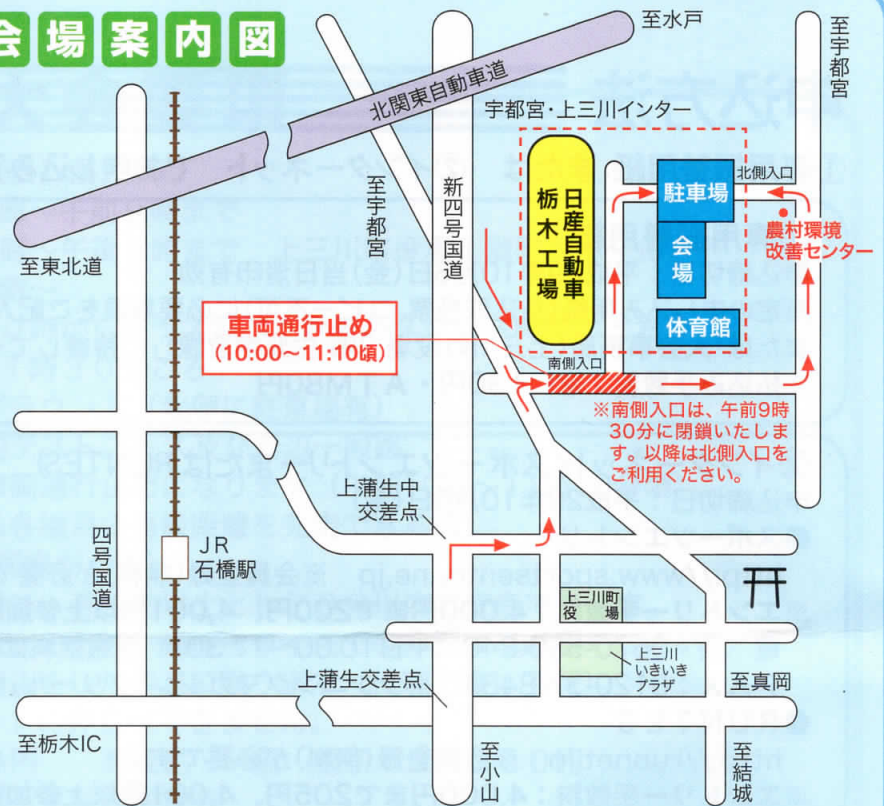 会場案内図
至水戸
至宇都宮
北関東自動車道
宇都宮・上三川インター
至宇都宮
新四号国道
日産自動車
栃木工場
駐車場
北側入口
農村環境
改善センター
会場
体育館
至東北道
車両通行止め
(10:00～11:10頃)
南側入口
※南側入口は、午前9時
30分に閉鎖いたしま
す。以降は北側入口を
ご利用ください。
上蒲生中
交差点
四号国道
JR
石橋駅
上三川町
役場
上三川
いきいき
プラザ
上蒲生交差点
至真岡
至栃木IC
至小山
至結城